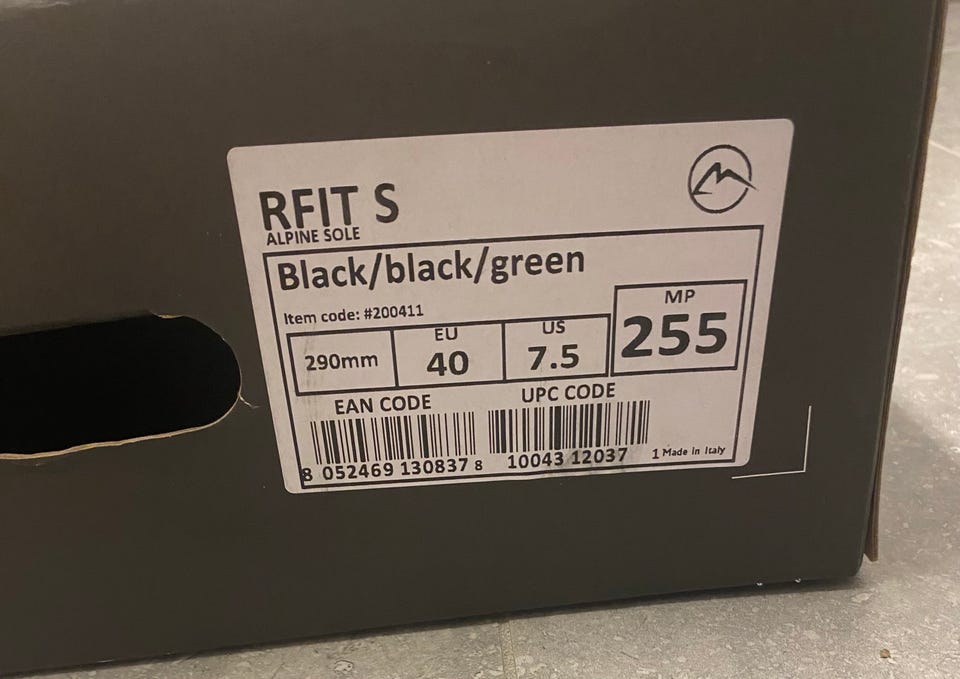 RFIT S
ALPINE SOLE
Black/black/green
Item code: #200411
290mm
EU
40
US
7.5
MP
255
EAN CODE
8 052469 130837
UPC CODE
8 10043 12037 1
Made in Italy